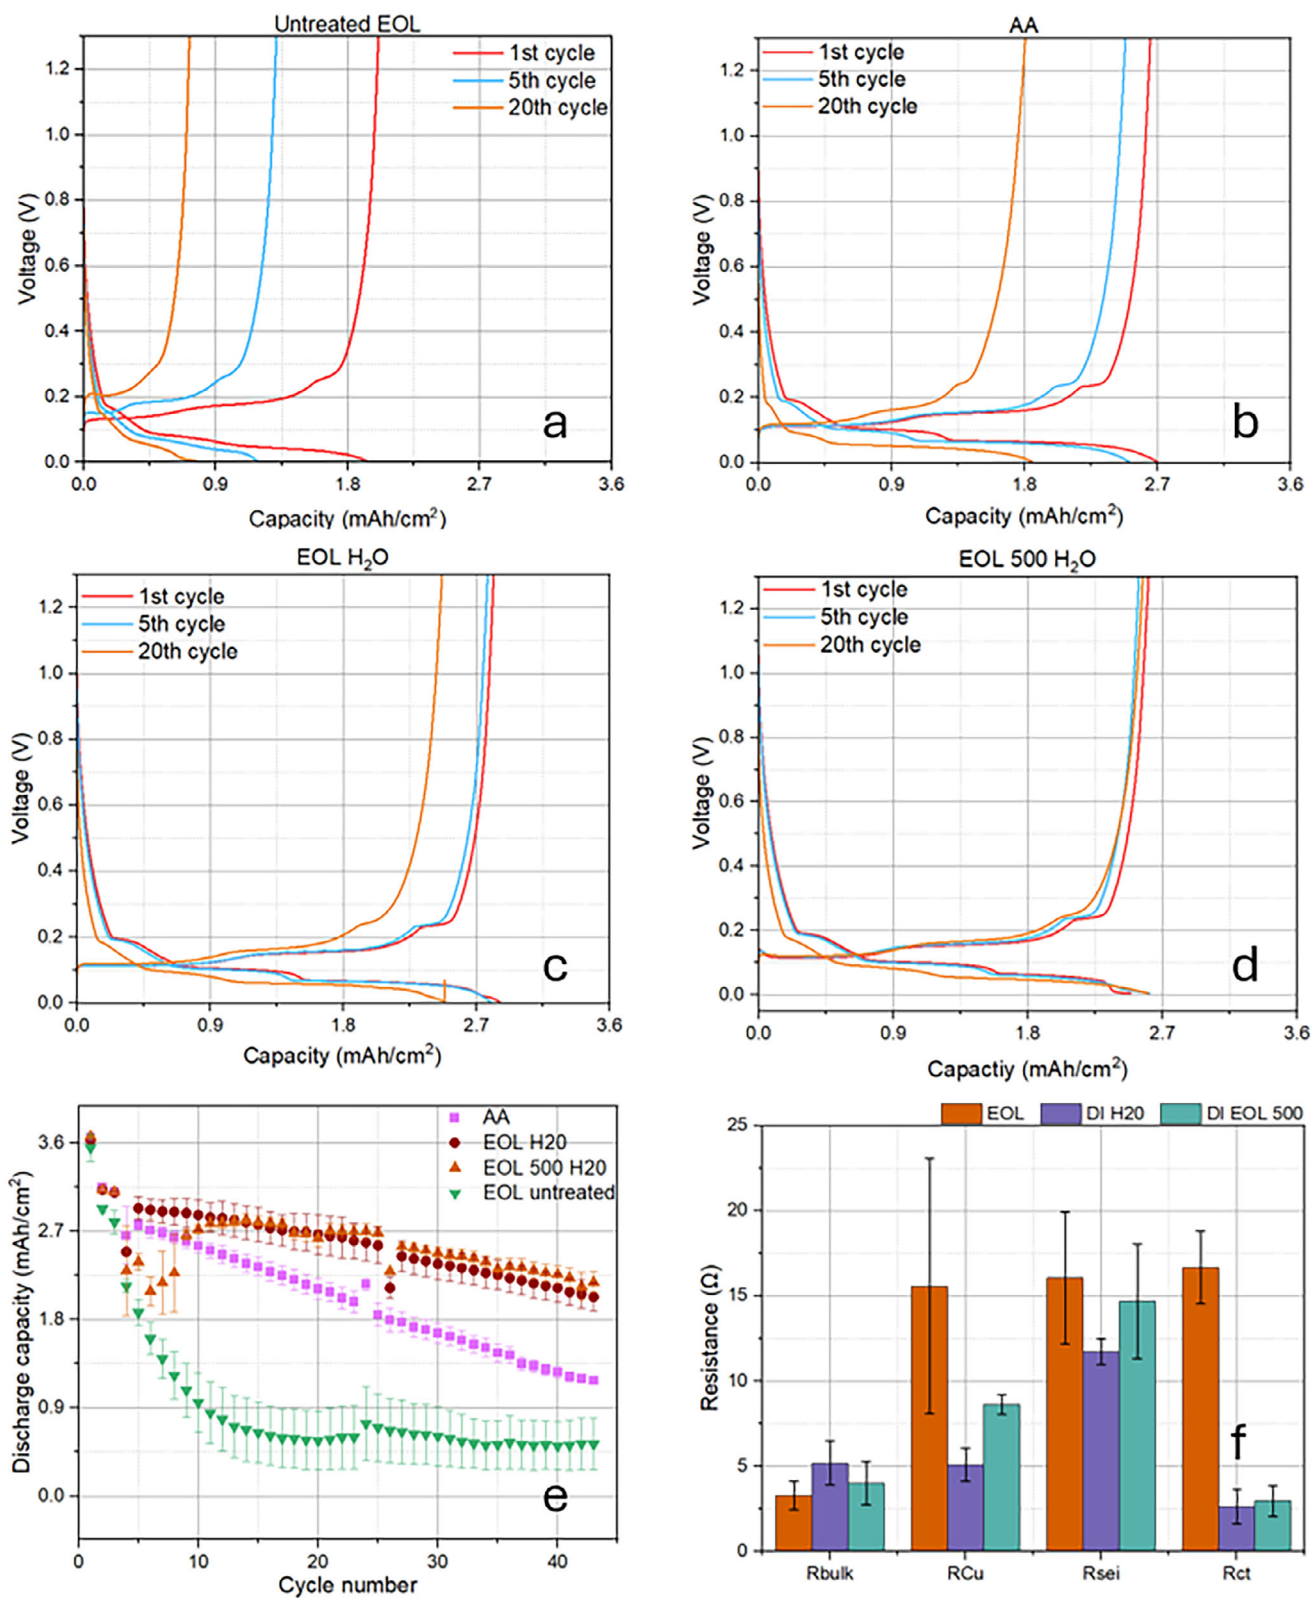 Untreated EOL
1st cycle
5th cycle
20th cycle
1.2
1.0
0.8
0.6
0.4
0.2
0.0
Voltage (V)
a
0.0 0.9 1.8 2.7 3.6
Capacity (mAh/cm²)
AA
1st cycle
5th cycle
20th cycle
1.2
1.0
0.8
0.6
0.4
0.2
0.0
Voltage (V)
b
0.0 0.9 1.8 2.7 3.6
Capacity (mAh/cm²)
EOL H₂O
1st cycle
5th cycle
20th cycle
1.2
1.0
0.8
0.6
0.4
0.2
0.0
Voltage (V)
c
0.0 0.9 1.8 2.7 3.6
Capacity (mAh/cm²)
EOL 500 H₂O
1st cycle
5th cycle
20th cycle
1.2
1.0
0.8
0.6
0.4
0.2
0.0
Voltage (V)
d
0.0 0.9 1.8 2.7 3.6
Capactiy (mAh/cm²)
AA
EOL H20
EOL 500 H20
EOL untreated
3.6
2.7
1.8
0.9
0.0
Discharge capacity (mAh/cm²)
e
0 10 20 30 40
Cycle number
EOL DI H20 DI EOL 500
25
20
15
10
5
0
Resistance (Ω)
f
Rbulk RCu Rsei Rct